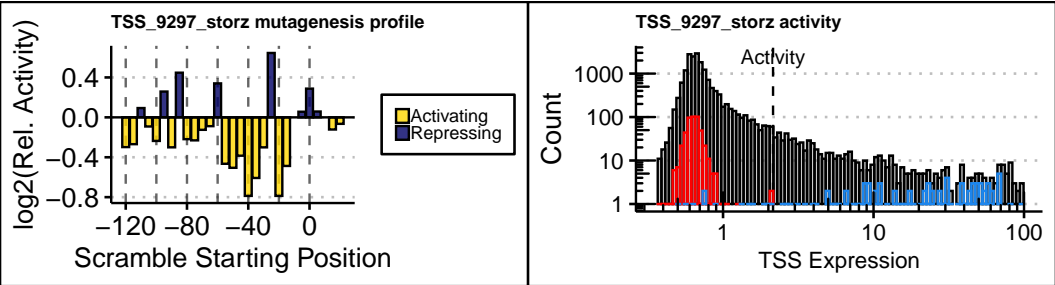 TSS_9297_storz mutagenesis profile
log2(Rel. Activity)
0.4
0.0
−0.4
−0.8
−120 −80 −40 0
Scramble Starting Position
Activating
Repressing
TSS_9297_storz activity
Activity
Count
1000
100
10
1
1 10 100
TSS Expression